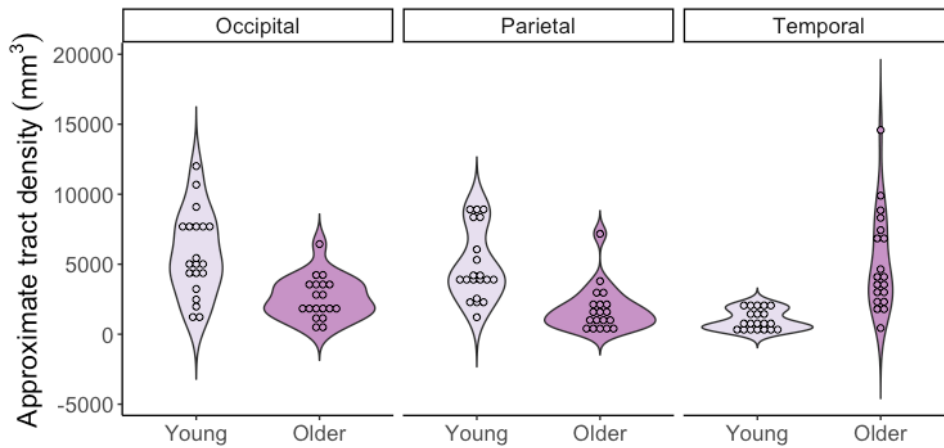 Occipital Parietal Temporal
Approximate tract density (mm³)
20000
15000
10000
5000
0
-5000
Young Older Young Older Young Older